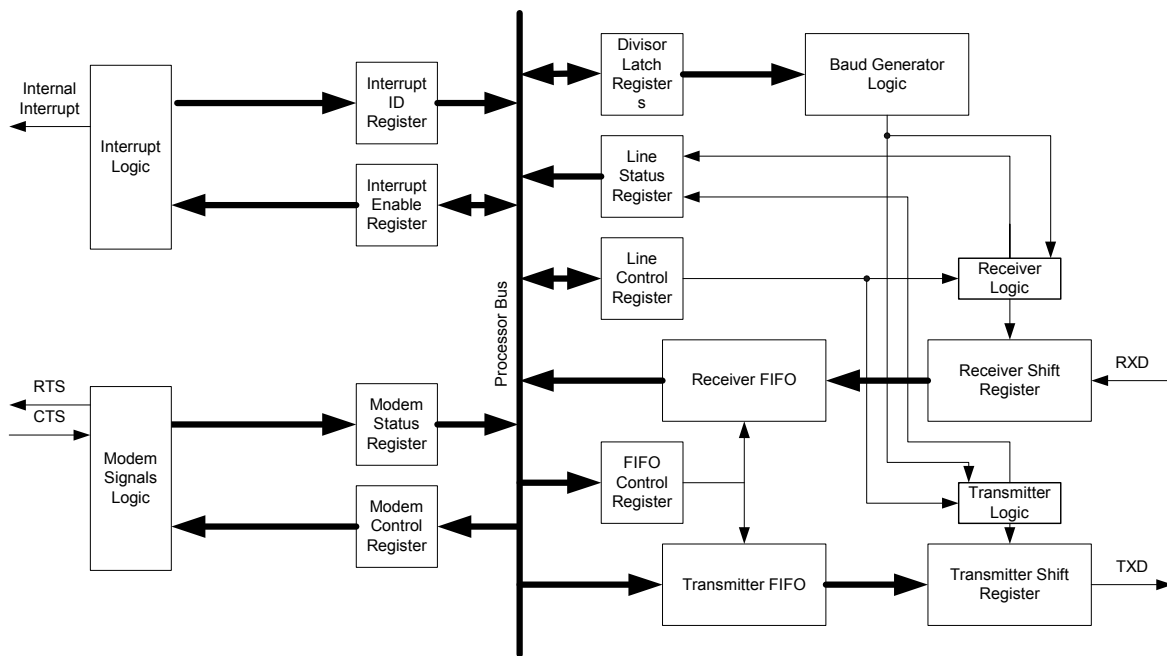 Internal
Interrupt
Interrupt
Logic
Interrupt
ID
Register
Interrupt
Enable
Register
RTS
CTS
Modem
Signals
Logic
Modem
Status
Register
Modem
Control
Register
Processor Bus
Divisor
Latch
Register
s
Baud Generator
Logic
Line
Status
Register
Line
Control
Register
Receiver
Logic
Receiver FIFO
Receiver Shift
Register
RXD
FIFO
Control
Register
Transmitter
Logic
Transmitter FIFO
Transmitter Shift
Register
TXD